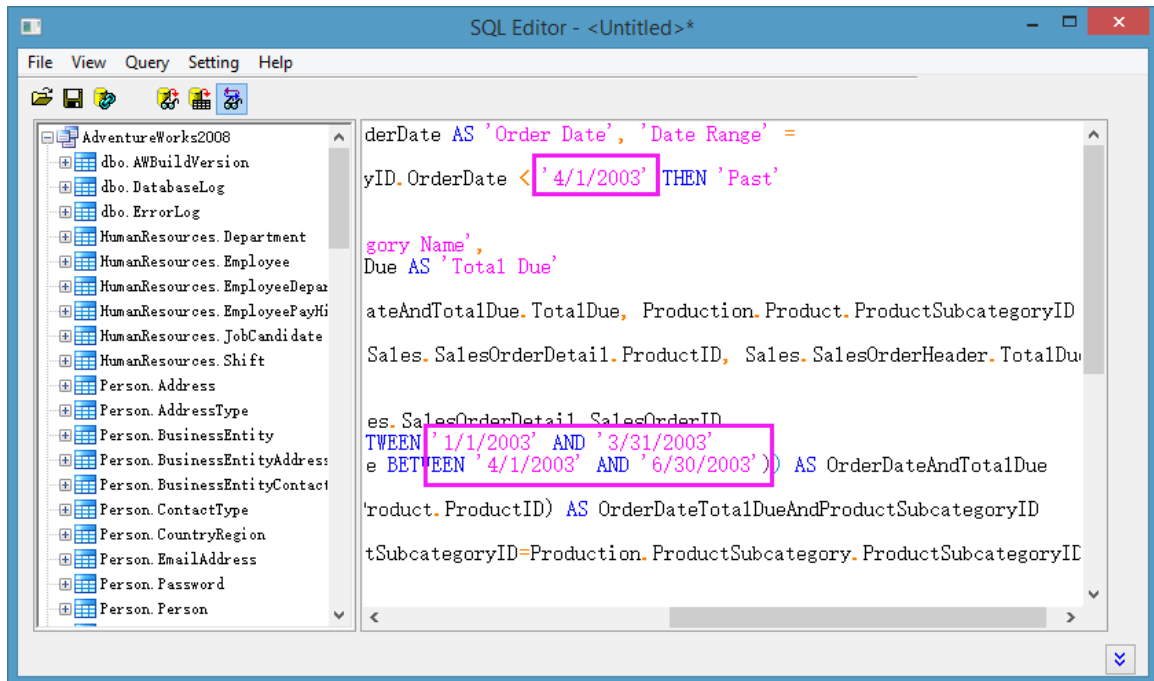 SQL Editor - <Untitled>*
File View Query Setting Help
AdventureWorks2008
dbo.AWBuildVersion
dbo.DatabaseLog
dbo.ErrorLog
HumanResources.Department
HumanResources.Employee
HumanResources.EmployeeDepar
HumanResources.EmployeePayHi
HumanResources.JobCandidate
HumanResources.Shift
Person.Address
Person.AddressType
Person.BusinessEntity
Person.BusinessEntityAddress
Person.BusinessEntityContact
Person.ContactType
Person.CountryRegion
Person.EmailAddress
Person.Password
Person.Person
derDate AS 'Order Date', 'Date Range' =
yID.OrderDate < '4/1/2003' THEN 'Past'
gory Name',
Due AS 'Total Due'
ateAndTotalDue.TotalDue, Production.Product.ProductSubcategoryID
Sales.SalesOrderDetail.ProductID, Sales.SalesOrderHeader.TotalDu
es.SalesOrderDetail.SalesOrderID
TWEEN '1/1/2003' AND '3/31/2003'
e BETWEEN '4/1/2003' AND '6/30/2003')) AS OrderDateAndTotalDue
'roduct.ProductID) AS OrderDateTotalDueAndProductSubcategoryID
tSubcategoryID=Production.ProductSubcategory.ProductSubcategoryID